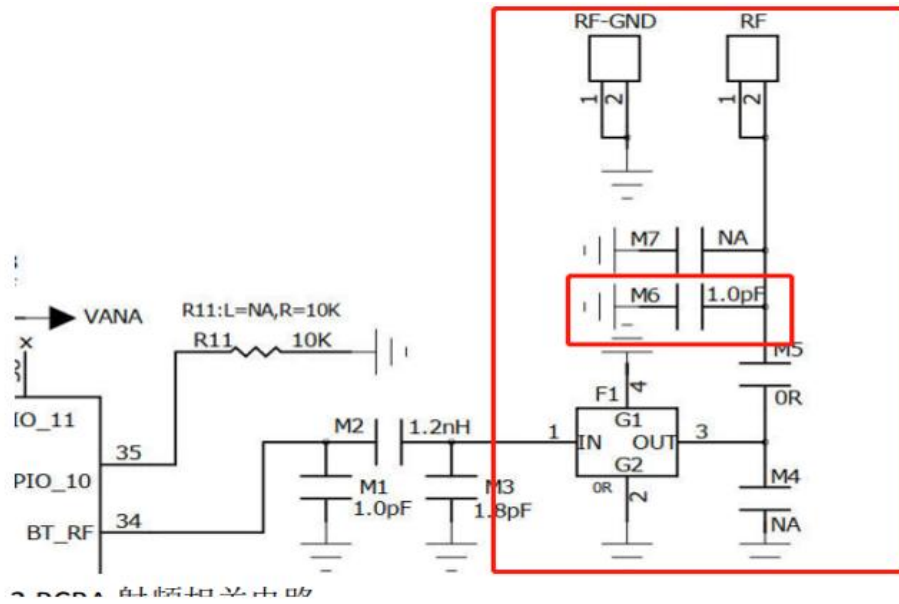 RF-GND RF
1 2 1 2
M7 NA
M6 1.0pF
VANA
R11:L=NA,R=10K
R11 10K
M5
0R
F1 4
G1
IO_11
M2 1.2nH
1 IN OUT 3
35
G2
PIO_10
0R 2
M1
1.0pF
M3
1.8pF
M4
NA
34
BT_RF